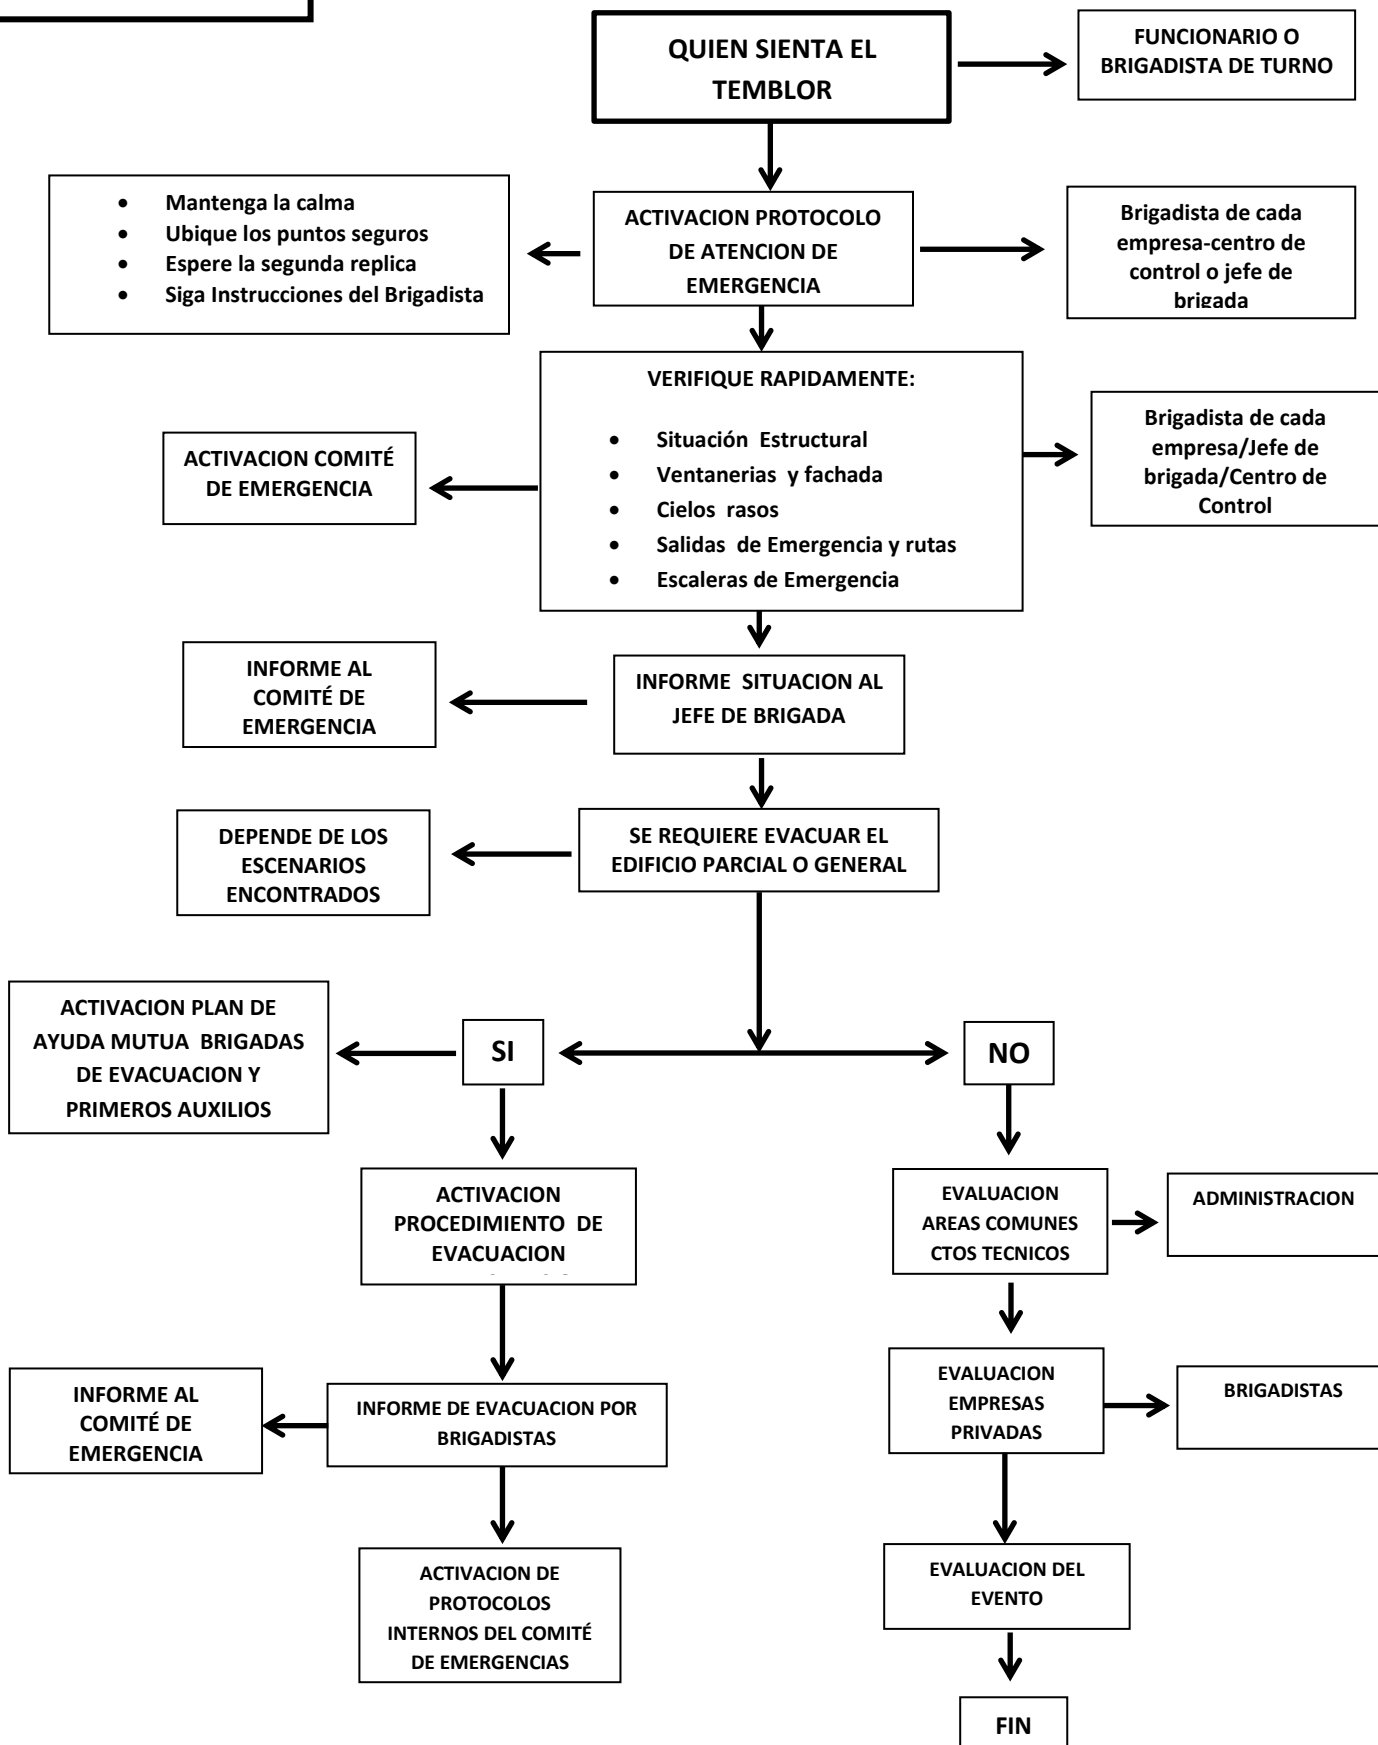 QUIEN SIENTA EL
TEMBLOR
FUNCIONARIO O
BRIGADISTA DE TURNO
• Mantenga la calma
• Ubique los puntos seguros
• Espere la segunda replica
• Siga Instrucciones del Brigadista
ACTIVACION PROTOCOLO
DE ATENCION DE
EMERGENCIA
Brigadista de cada
empresa-centro de
control o jefe de
brigada
VERIFIQUE RAPIDAMENTE:
• Situación Estructural
• Ventanerias y fachada
• Cielos rasos
• Salidas de Emergencia y rutas
• Escaleras de Emergencia
ACTIVACION COMITÉ
DE EMERGENCIA
Brigadista de cada
empresa/Jefe de
brigada/Centro de
Control
INFORME AL
COMITÉ DE
EMERGENCIA
INFORME SITUACION AL
JEFE DE BRIGADA
DEPENDE DE LOS
ESCENARIOS
ENCONTRADOS
SE REQUIERE EVACUAR EL
EDIFICIO PARCIAL O GENERAL
ACTIVACION PLAN DE
AYUDA MUTUA BRIGADAS
DE EVACUACION Y
PRIMEROS AUXILIOS
SI
NO
ACTIVACION
PROCEDIMIENTO DE
EVACUACION
EVALUACION
AREAS COMUNES
CTOS TECNICOS
ADMINISTRACION
INFORME AL
COMITÉ DE
EMERGENCIA
INFORME DE EVACUACION POR
BRIGADISTAS
EVALUACION
EMPRESAS
PRIVADAS
BRIGADISTAS
ACTIVACION DE
PROTOCOLOS
INTERNOS DEL COMITÉ
DE EMERGENCIAS
EVALUACION DEL
EVENTO
FIN